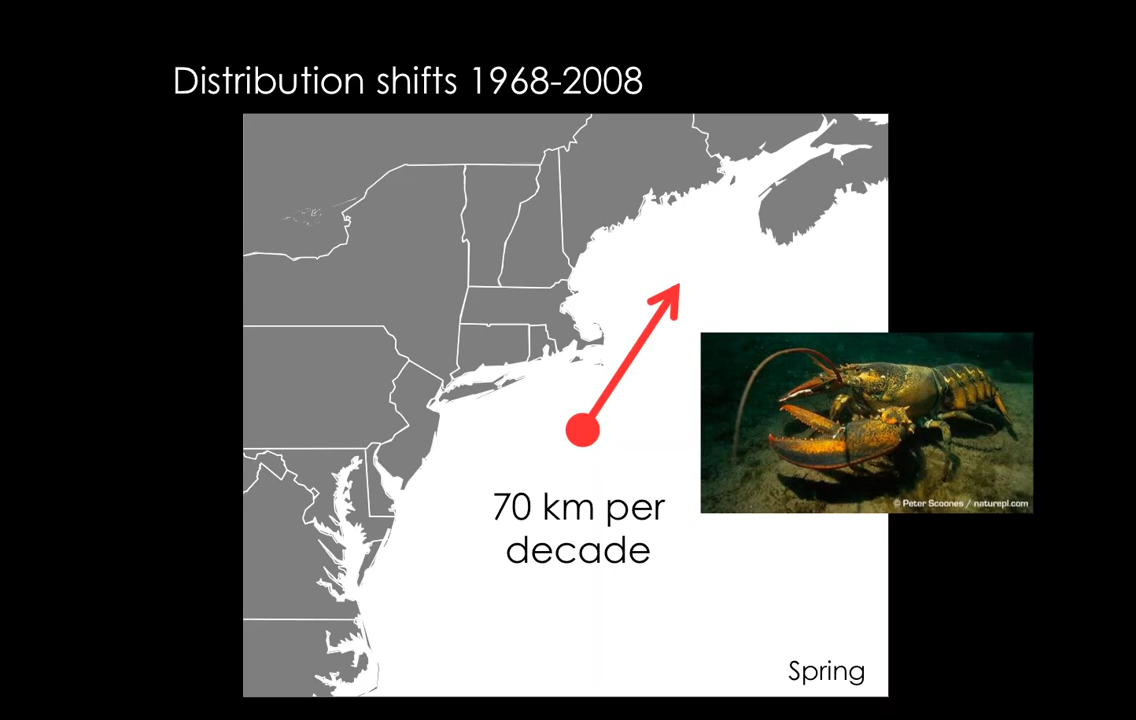 Distribution shifts 1968-2008
70 km per
decade
© Peter Scoones / naturepl.com
Spring